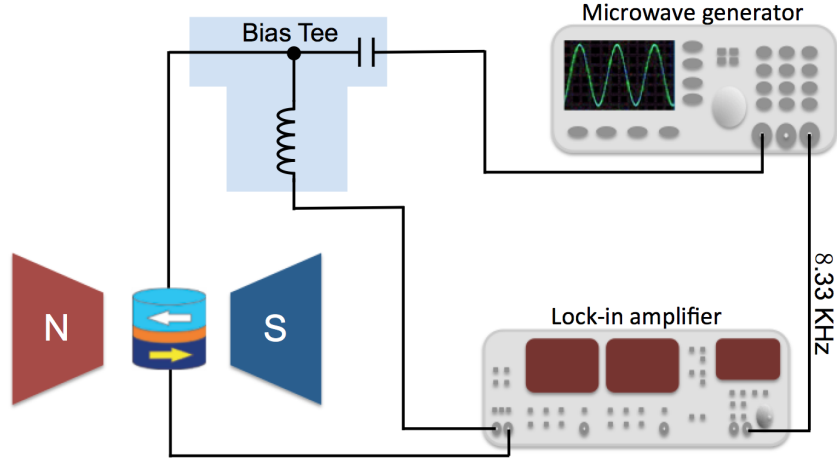 Microwave generator
Bias Tee
8.33 KHz
N
S
Lock-in amplifier